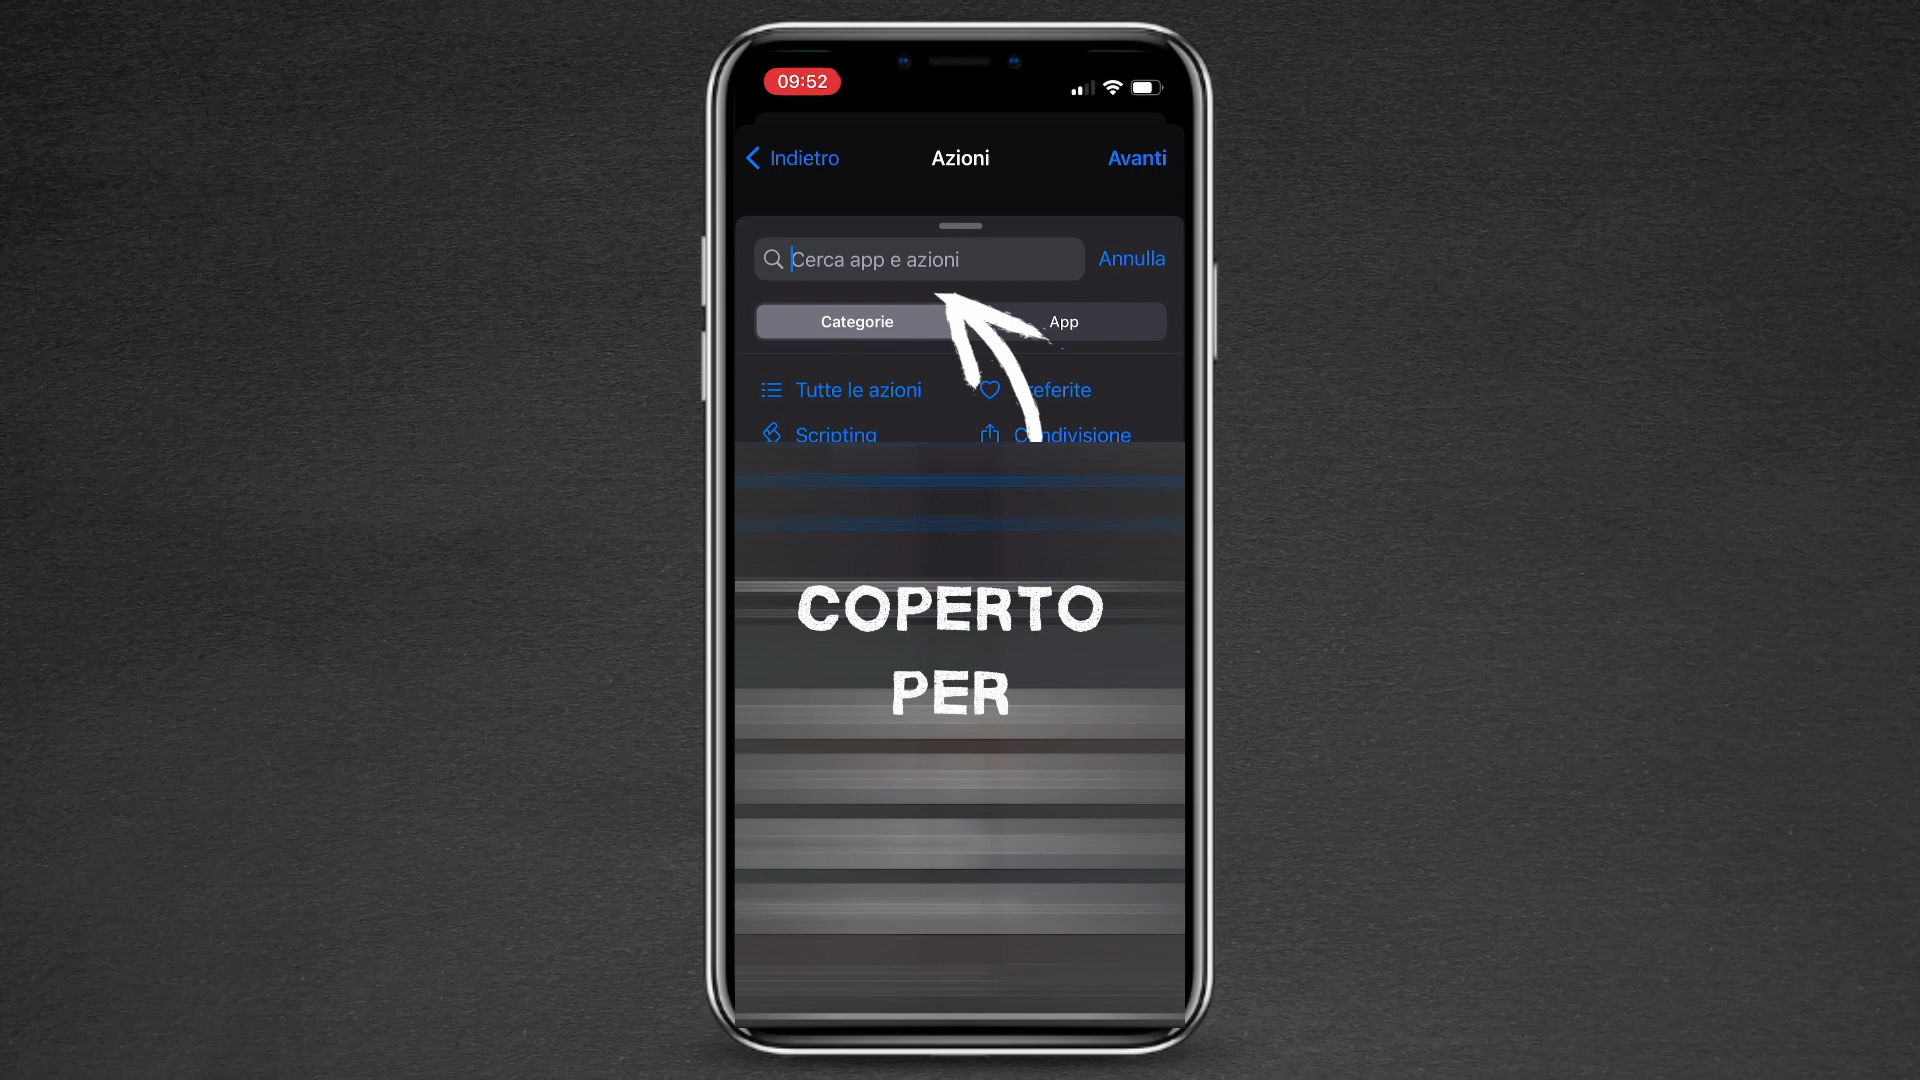 09:52
Indietro Azioni Avanti
Cerca app e azioni Annulla
Categorie App
Tutte le azioni
Scripting
COPERTO
PER